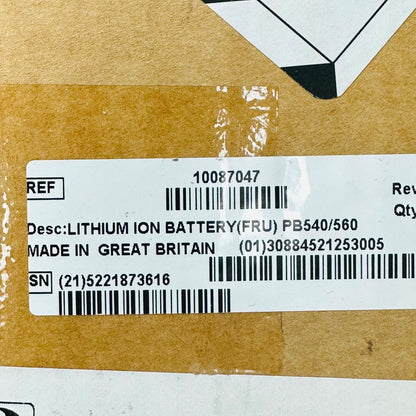 REF 10087047 Rev
Desc:LITHIUM ION BATTERY(FRU) PB540/560 Qty
MADE IN GREAT BRITAIN (01)30884521253005
SN (21)5221873616